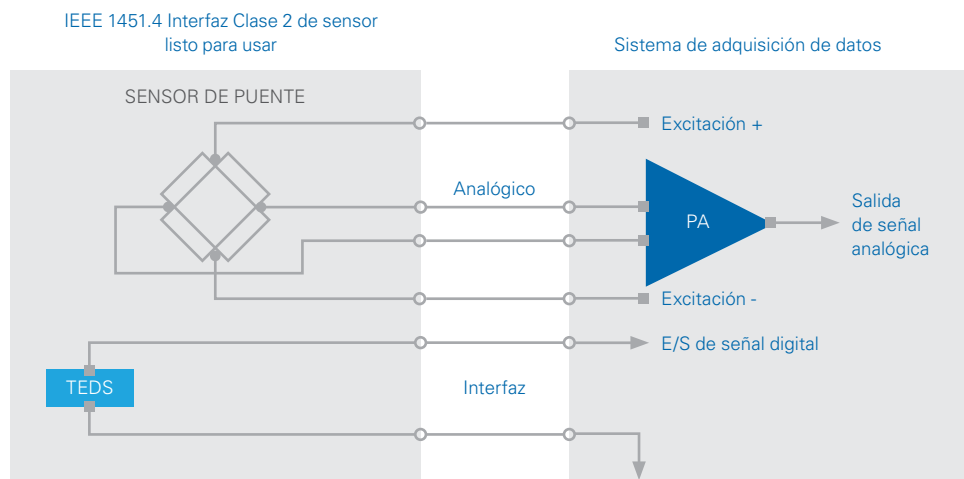 IEEE 1451.4 Interfaz Clase 2 de sensor
listo para usar
Sistema de adquisición de datos
SENSOR DE PUENTE
Excitación +
Analógico
PA
Salida
de señal
analógica
Excitación -
E/S de señal digital
TEDS
Interfaz